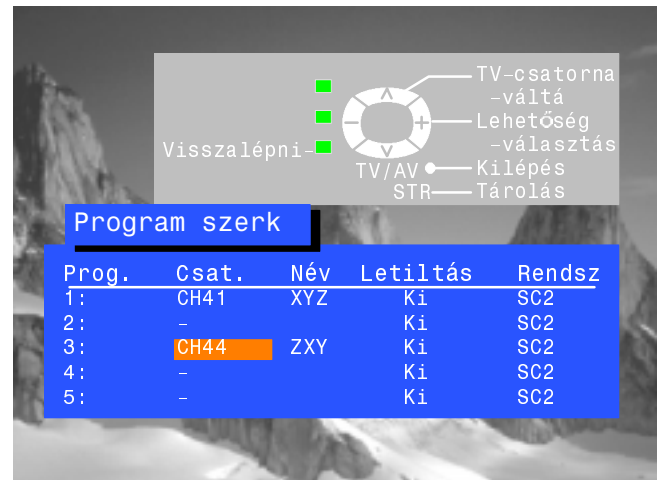 TV-csatorna
-váltá
Lehetőség
-választás
Visszalépni-
TV/AV Kilépés
STR Tárolás
Program szerk
Prog. Csat. Név Letiltás Rendsz
1: CH41 XYZ Ki SC2
2: - Ki SC2
3: CH44 ZXY Ki SC2
4: - Ki SC2
5: - Ki SC2